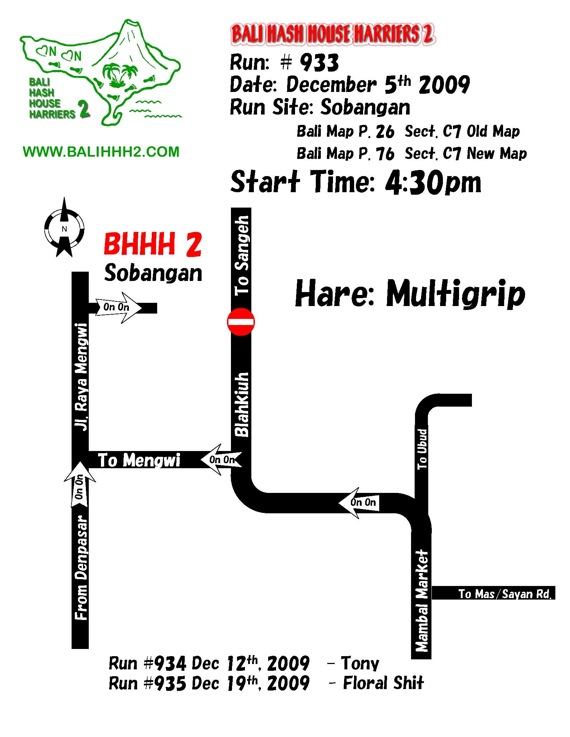 BALI HASH HOUSE HARRIERS 2
N N
BALI
HASH
HOUSE
HARRIERS 2
WWW.BALIHHH2.COM
Run: # 933
Date: December 5th 2009
Run Site: Sobangan
Bali Map P. 26 Sect. C7 Old Map
Bali Map P. 76 Sect. C7 New Map
Start Time: 4:30pm
N
BHHH 2
Sobangan
To Sangeh
Hare: Multigrip
On On
Jl. Raya Mengwi
Blahkiuh
To Ubud
To Mengwi
On On
On On
On On
From Denpasar
Mambal Market
To Mas/Sayan Rd.
Run #934 Dec 12th, 2009 - Tony
Run #935 Dec 19th, 2009 - Floral Shit